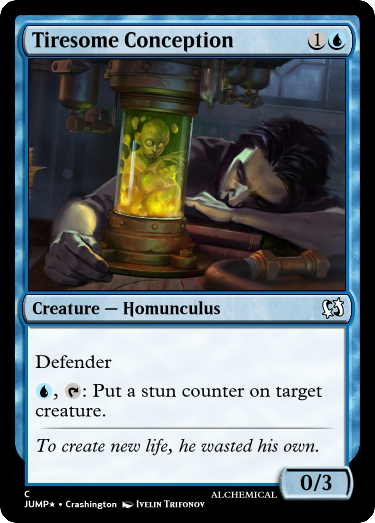 Tiresome Conception 1
Creature — Homunculus
Defender
, : Put a stun counter on target
creature.
To create new life, he wasted his own.
0/3
C
JUMP★ • Crashington Ivelin Trifonov
ALCHEMICAL